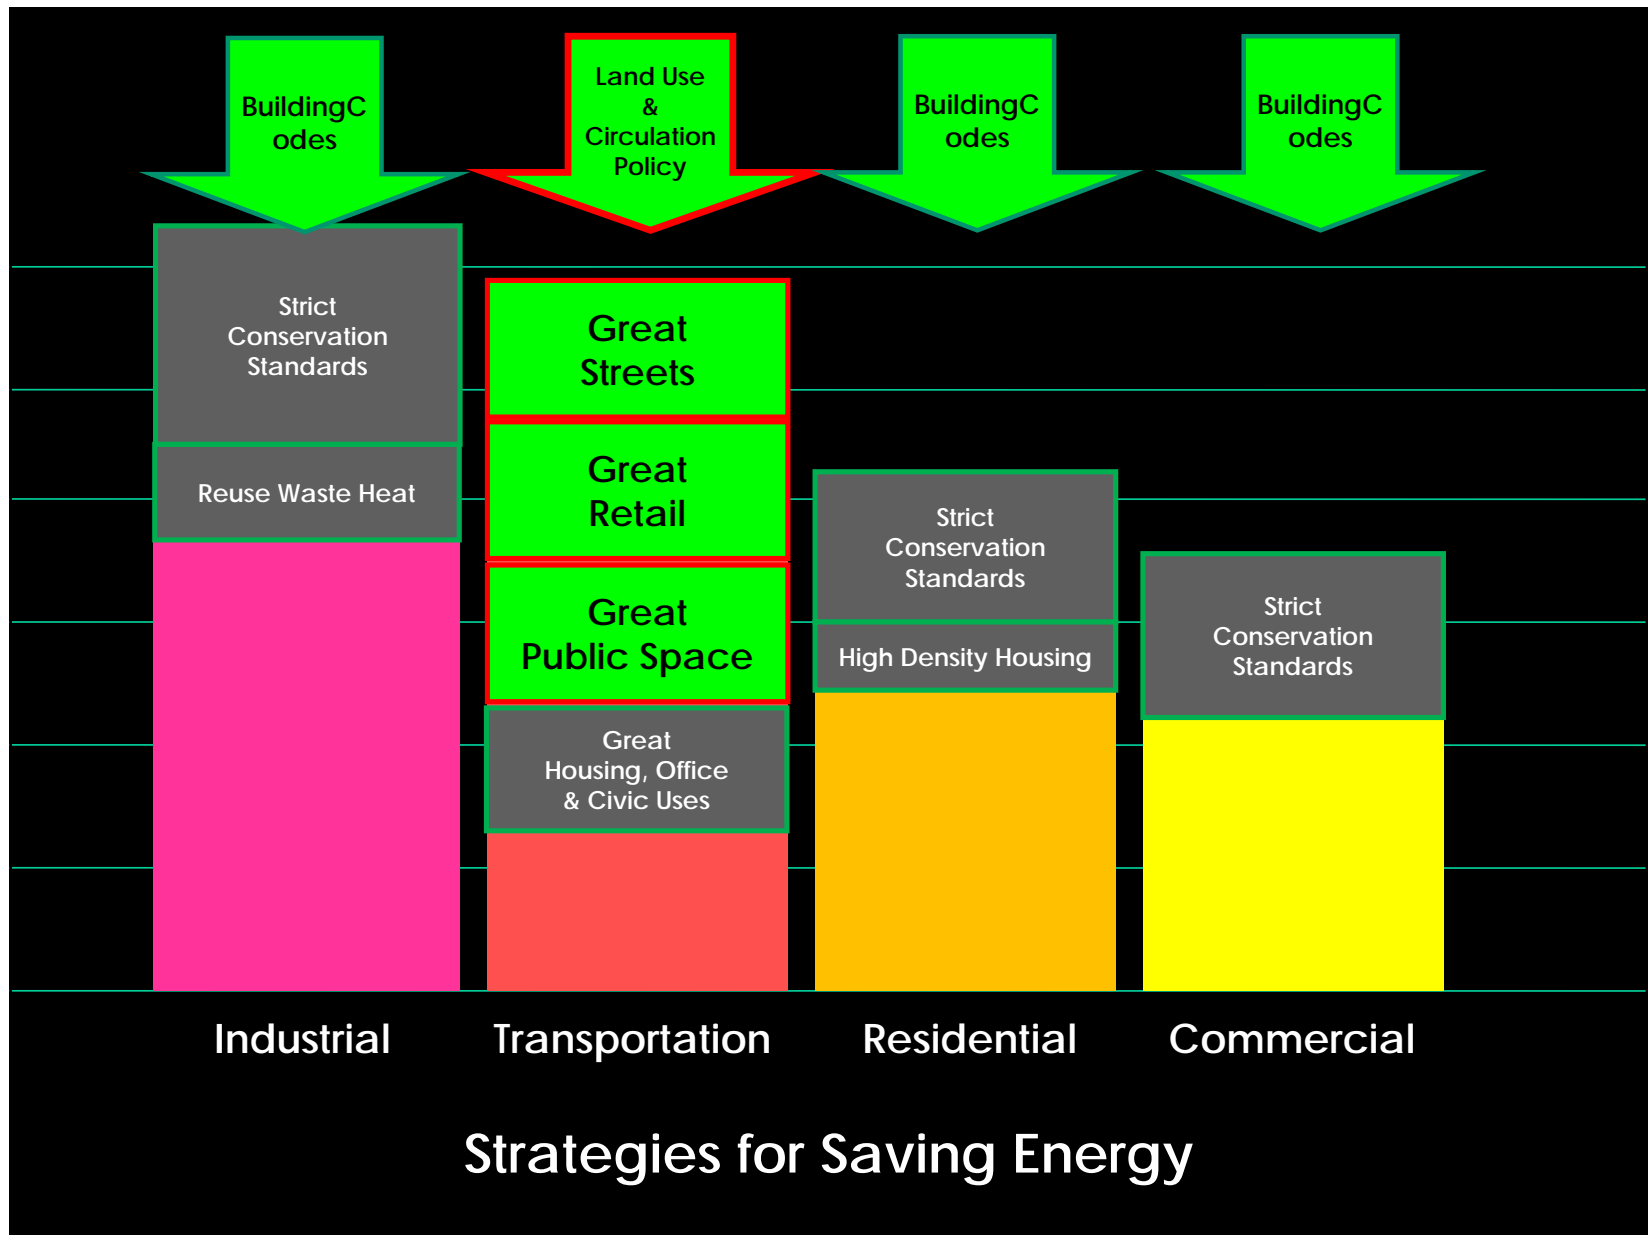 BuildingC
odes
Land Use
&
Circulation
Policy
BuildingC
odes
BuildingC
odes
Strict
Conservation
Standards
Reuse Waste Heat
Great
Streets
Great
Retail
Great
Public Space
Great
Housing, Office
& Civic Uses
Strict
Conservation
Standards
High Density Housing
Strict
Conservation
Standards
Industrial
Transportation
Residential
Commercial
Strategies for Saving Energy